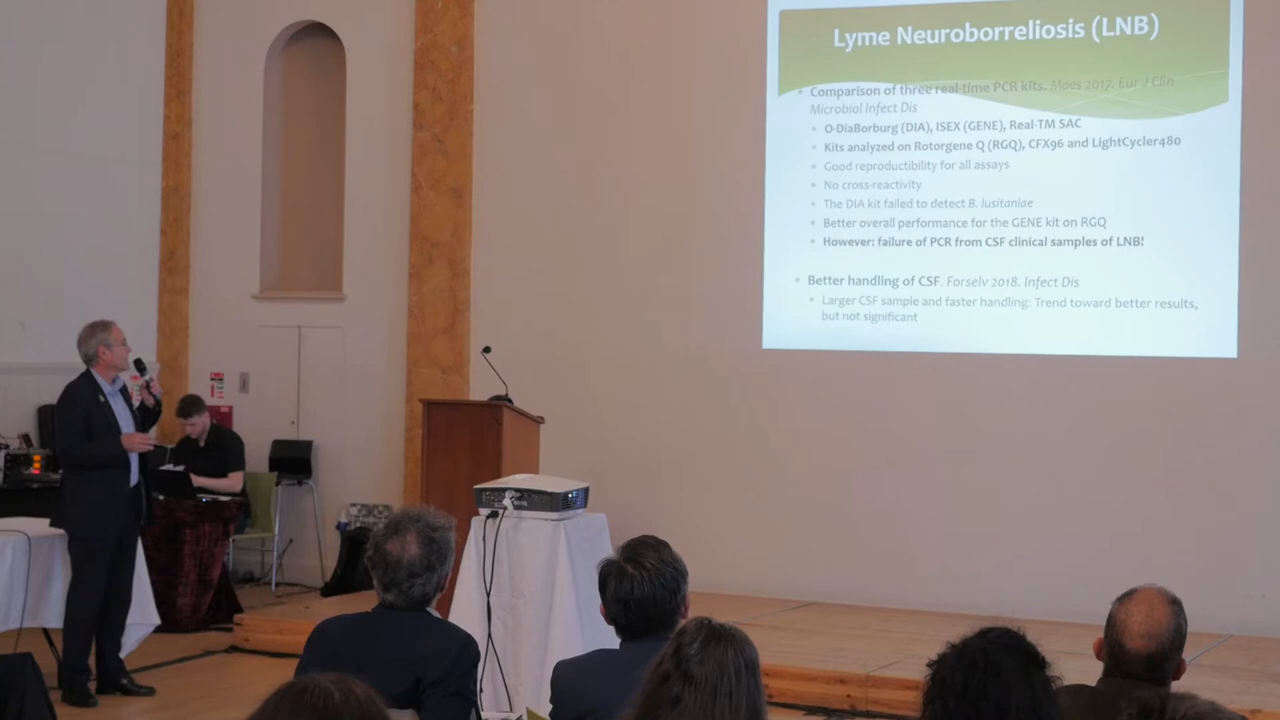 Lyme Neuroborreliosis (LNB)
Comparison of three real-time PCR kits. Maes 2017. Eur J Clin
Microbiol Infect Dis
O-DiaBorburg (DIA), ISEX (GENE), Real-TM SAC
Kits analyzed on Rotorgene Q (RGQ), CFX96 and LightCycler480
Good reproducibility for all assays
No cross-reactivity
The DIA kit failed to detect B. lusitaniae
Better overall performance for the GENE kit on RGQ
However: failure of PCR from CSF clinical samples of LNB!
Better handling of CSF. Forselv 2018. Infect Dis
Larger CSF sample and faster handling: Trend toward better results,
but not significant
BENQ